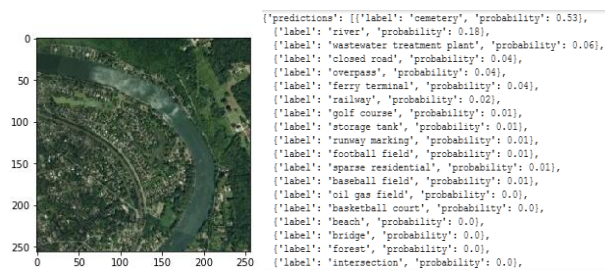 0
50
100
150
200
250
0 50 100 150 200 250
{'predictions': [{'label': 'cemetery', 'probability': 0.53},
{'label': 'river', 'probability': 0.18},
{'label': 'wastewater treatment plant', 'probability': 0.06},
{'label': 'closed road', 'probability': 0.04},
{'label': 'overpass', 'probability': 0.04},
{'label': 'ferry terminal', 'probability': 0.04},
{'label': 'railway', 'probability': 0.02},
{'label': 'golf course', 'probability': 0.01},
{'label': 'storage tank', 'probability': 0.01},
{'label': 'runway marking', 'probability': 0.01},
{'label': 'football field', 'probability': 0.01},
{'label': 'sparse residential', 'probability': 0.01},
{'label': 'baseball field', 'probability': 0.01},
{'label': 'oil gas field', 'probability': 0.0},
{'label': 'basketball court', 'probability': 0.0},
{'label': 'beach', 'probability': 0.0},
{'label': 'bridge', 'probability': 0.0},
{'label': 'forest', 'probability': 0.0},
{'label': 'intersection', 'probability': 0.0},